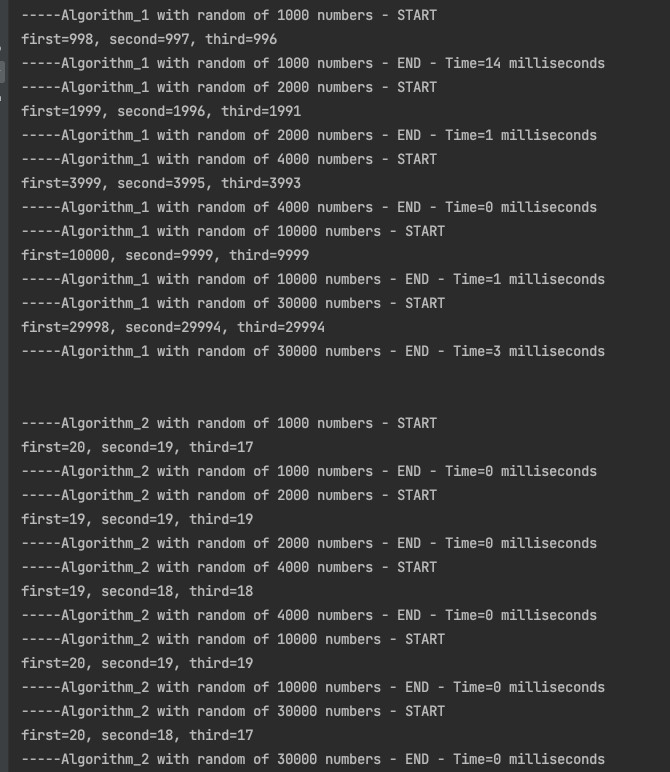 -----Algorithm_1 with random of 1000 numbers - START
first=998, second=997, third=996
-----Algorithm_1 with random of 1000 numbers - END - Time=14 milliseconds
-----Algorithm_1 with random of 2000 numbers - START
first=1999, second=1996, third=1991
-----Algorithm_1 with random of 2000 numbers - END - Time=1 milliseconds
-----Algorithm_1 with random of 4000 numbers - START
first=3999, second=3995, third=3993
-----Algorithm_1 with random of 4000 numbers - END - Time=0 milliseconds
-----Algorithm_1 with random of 10000 numbers - START
first=10000, second=9999, third=9999
-----Algorithm_1 with random of 10000 numbers - END - Time=1 milliseconds
-----Algorithm_1 with random of 30000 numbers - START
first=29998, second=29994, third=29994
-----Algorithm_1 with random of 30000 numbers - END - Time=3 milliseconds
-----Algorithm_2 with random of 1000 numbers - START
first=20, second=19, third=17
-----Algorithm_2 with random of 1000 numbers - END - Time=0 milliseconds
-----Algorithm_2 with random of 2000 numbers - START
first=19, second=19, third=19
-----Algorithm_2 with random of 2000 numbers - END - Time=0 milliseconds
-----Algorithm_2 with random of 4000 numbers - START
first=19, second=18, third=18
-----Algorithm_2 with random of 4000 numbers - END - Time=0 milliseconds
-----Algorithm_2 with random of 10000 numbers - START
first=20, second=19, third=19
-----Algorithm_2 with random of 10000 numbers - END - Time=0 milliseconds
-----Algorithm_2 with random of 30000 numbers - START
first=20, second=18, third=17
-----Algorithm_2 with random of 30000 numbers - END - Time=0 milliseconds